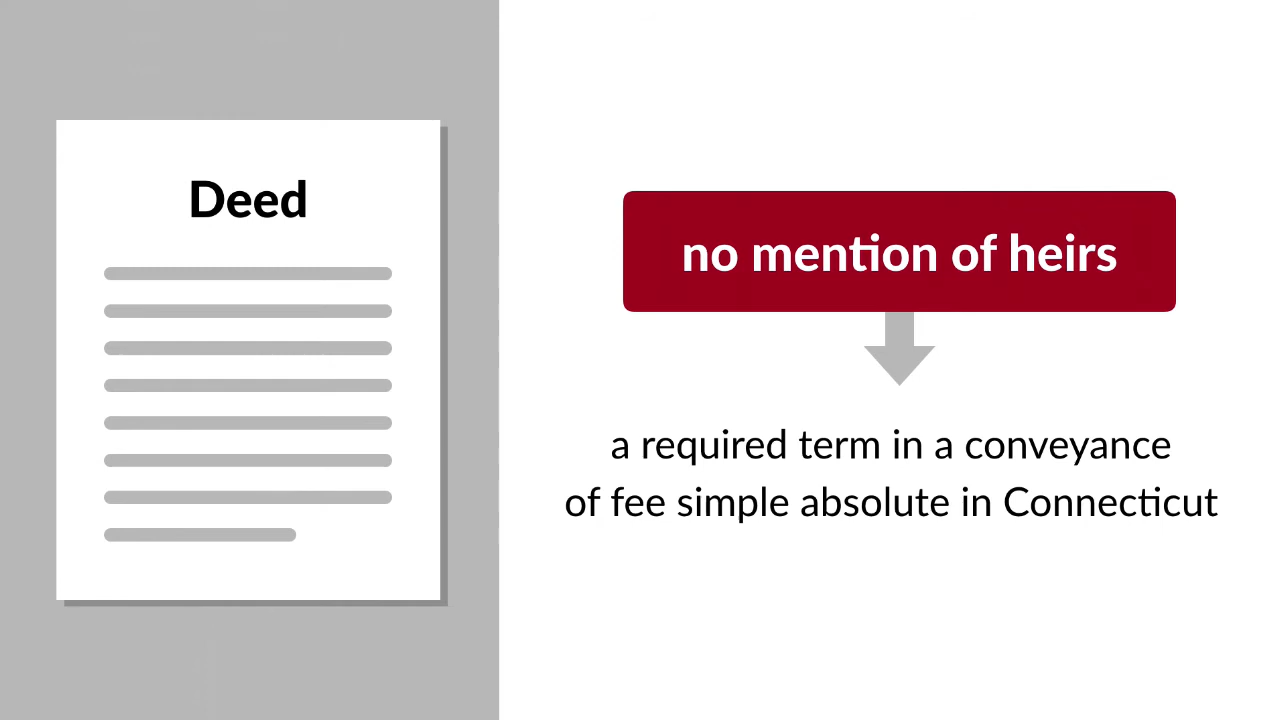 Deed
no mention of heirs
a required term in a conveyance
of fee simple absolute in Connecticut